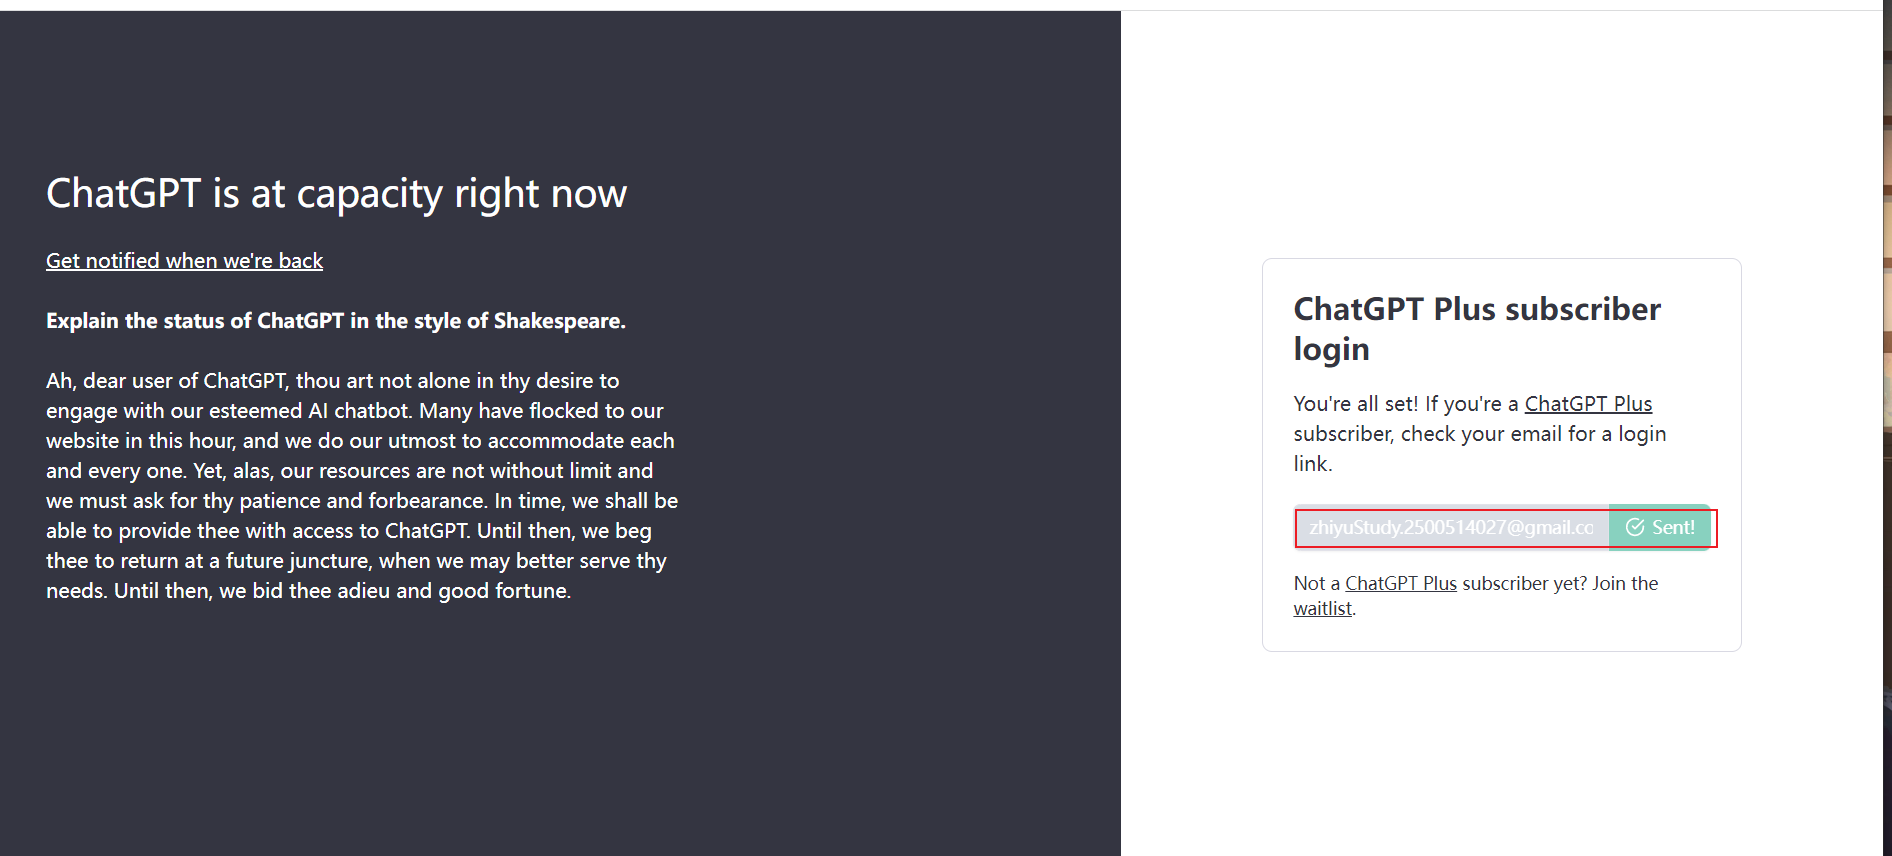 ChatGPT is at capacity right now
Get notified when we're back
Explain the status of ChatGPT in the style of Shakespeare.
Ah, dear user of ChatGPT, thou art not alone in thy desire to
engage with our esteemed AI chatbot. Many have flocked to our
website in this hour, and we do our utmost to accommodate each
and every one. Yet, alas, our resources are not without limit and
we must ask for thy patience and forbearance. In time, we shall be
able to provide thee with access to ChatGPT. Until then, we beg
thee to return at a future juncture, when we may better serve thy
needs. Until then, we bid thee adieu and good fortune.
ChatGPT Plus subscriber
login
You're all set! If you're a ChatGPT Plus
subscriber, check your email for a login
link.
zhiyuStudy.2500514027@gmail.co
Sent!
Not a ChatGPT Plus subscriber yet? Join the
waitlist.